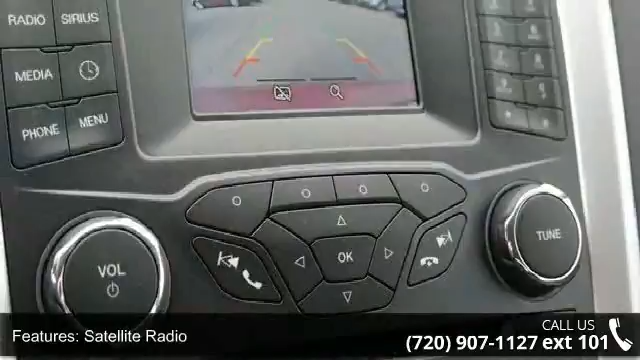 RADIO SIRIUS
MEDIA
PHONE MENU
VOL
OK
TUNE
Features: Satellite Radio
CALL US
(720) 907-1127 ext 101